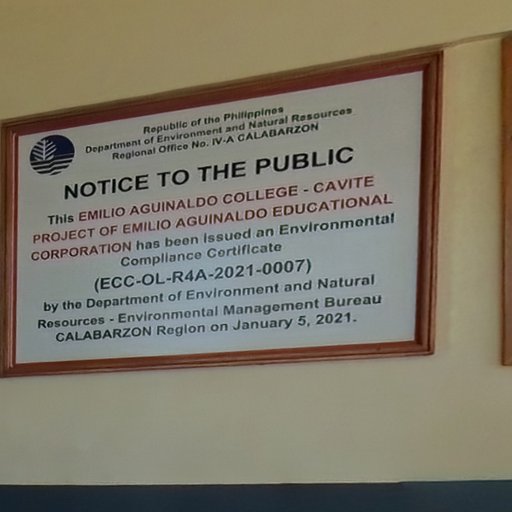 Republic of the Philippines
Department of Environment and Natural Resources
Regional Office No. IV-A CALABARZON
NOTICE TO THE PUBLIC
This EMILIO AGUINALDO COLLEGE - CAVITE
PROJECT OF EMILIO AGUINALDO EDUCATIONAL
CORPORATION has been issued an Environmental
Compliance Certificate
(ECC-OL-R4A-2021-0007)
by the Department of Environment and Natural
Resources - Environmental Management Bureau
CALABARZON Region on January 5, 2021.